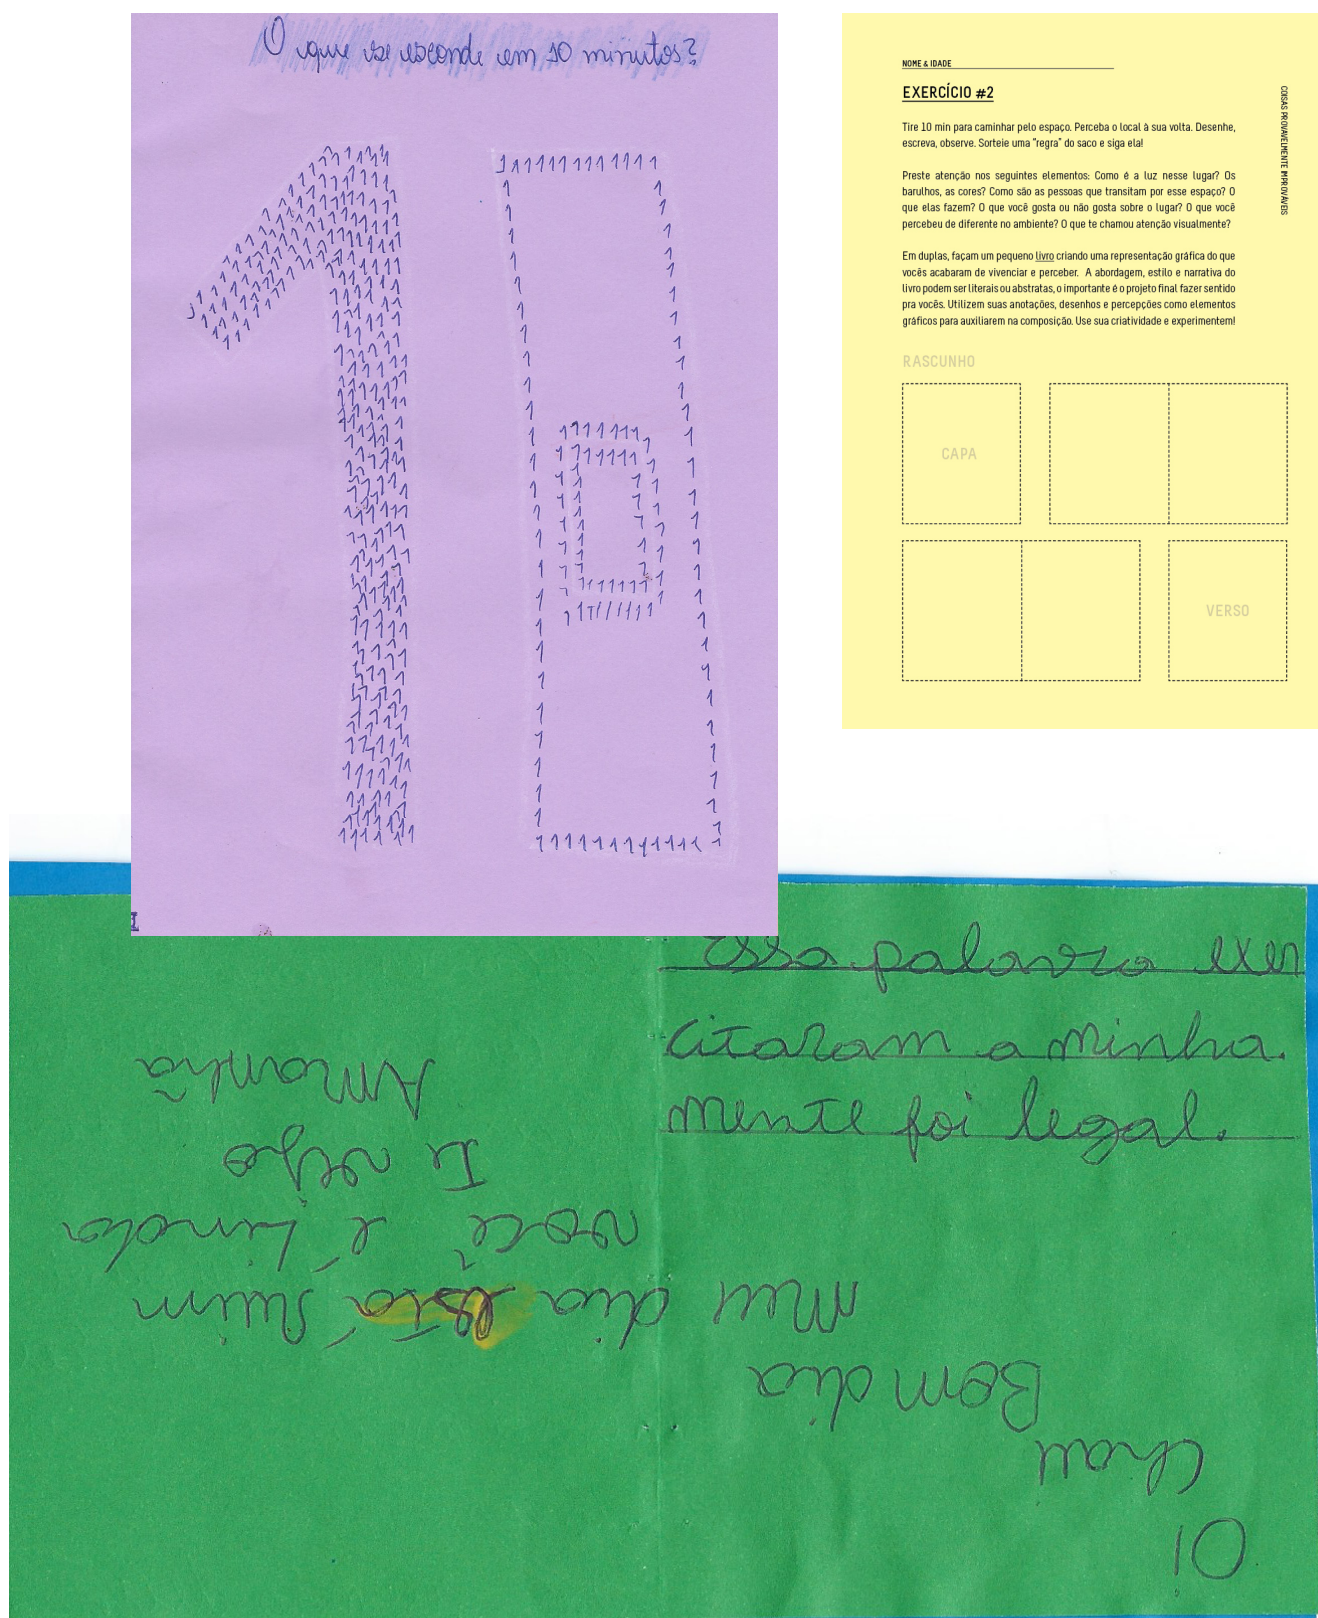 O que se esconde em 10 minutos?
NOME & IDADE
EXERCÍCIO #2
Tire 10 min para caminhar pelo espaço. Perceba o local à sua volta. Desenhe,
escreva, observe. Sorteie uma "regra" do saco e siga ela!
Preste atenção nos seguintes elementos: Como é a luz nesse lugar? Os
barulhos, as cores? Como são as pessoas que transitam por esse espaço? O
que elas fazem? O que você gosta ou não gosta sobre o lugar? O que você
percebeu de diferente no ambiente? O que te chamou atenção visualmente?
Em duplas, façam um pequeno livro criando uma representação gráfica do que
vocês acabaram de vivenciar e perceber. A abordagem, estilo e narrativa do
livro podem ser literais ou abstratas, o importante é o projeto final fazer sentido
pra vocês. Utilizem suas anotações, desenhos e percepções como elementos
gráficos para auxiliarem na composição. Use sua criatividade e experimentem!
RASCUNHO
CAPA
VERSO
COISAS PROVAVELMENTE IMPROVÁVEIS
Essa palavra exer
citaram a minha.
mente foi legal.
Oi
chau
Bom dia
Meu dia está ruim
você é Linda
Te vejo
Amanhã